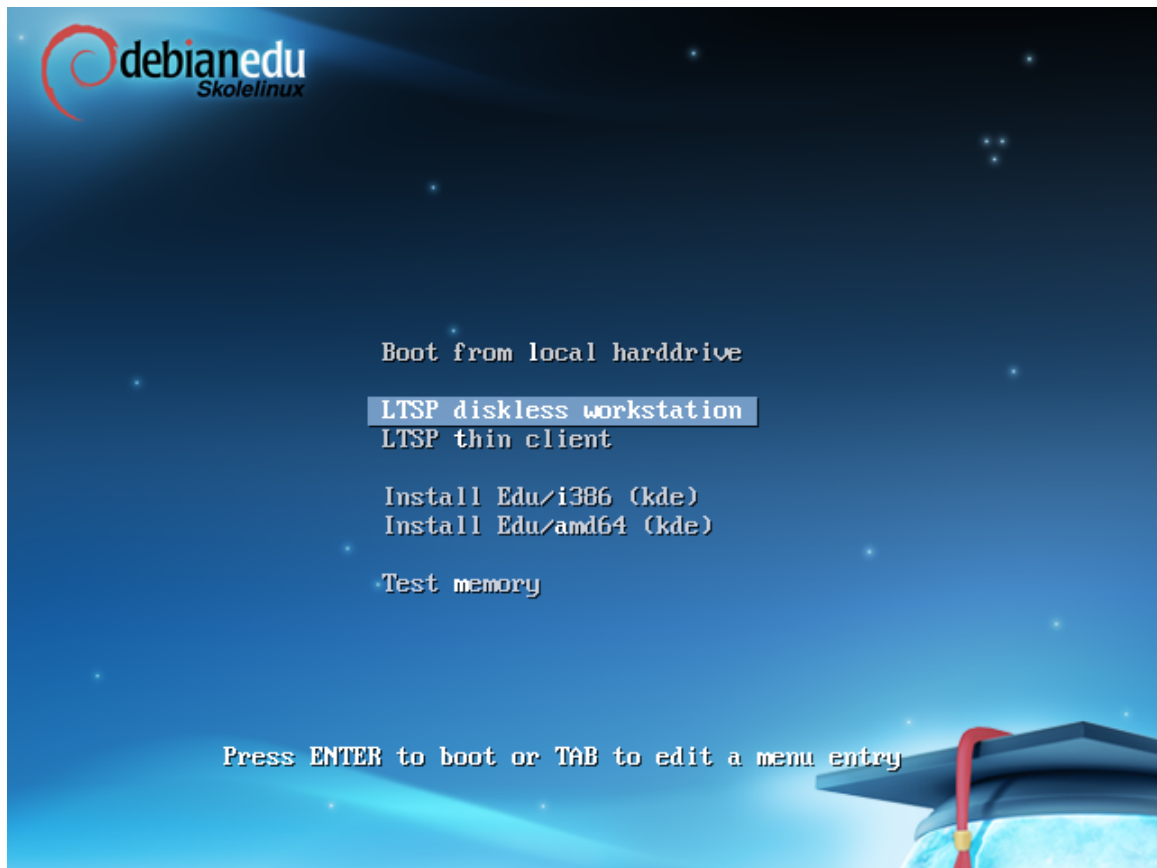 debianedu
Skolelinux
Boot from local harddrive
LTSP diskless workstation
LTSP thin client
Install Edu/i386 (kde)
Install Edu/amd64 (kde)
Test memory
Press ENTER to boot or TAB to edit a menu entry